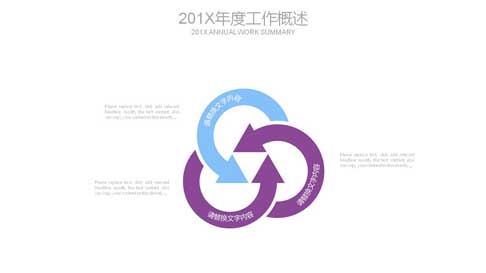 201X年度工作概述
201X ANNUAL WORK SUMMARY
请替换文字内容
Please replace text, click add relevant
headline, modify the text content, also
can copy your content to this directly.
请替换文字内容
Please replace text, click add relevant
headline, modify the text content, also
can copy your content to this directly.
请替换文字内容
Please replace text, click add relevant
headline, modify the text content, also
can copy your content to this directly.